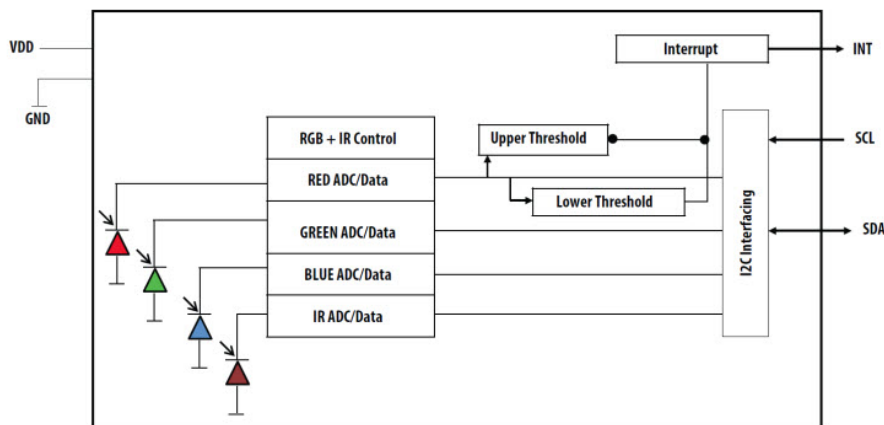 VDD
GND
Interrupt
INT
RGB + IR Control
Upper Threshold
SCL
RED ADC/Data
Lower Threshold
GREEN ADC/Data
SDA
I2C Interfacing
BLUE ADC/Data
IR ADC/Data